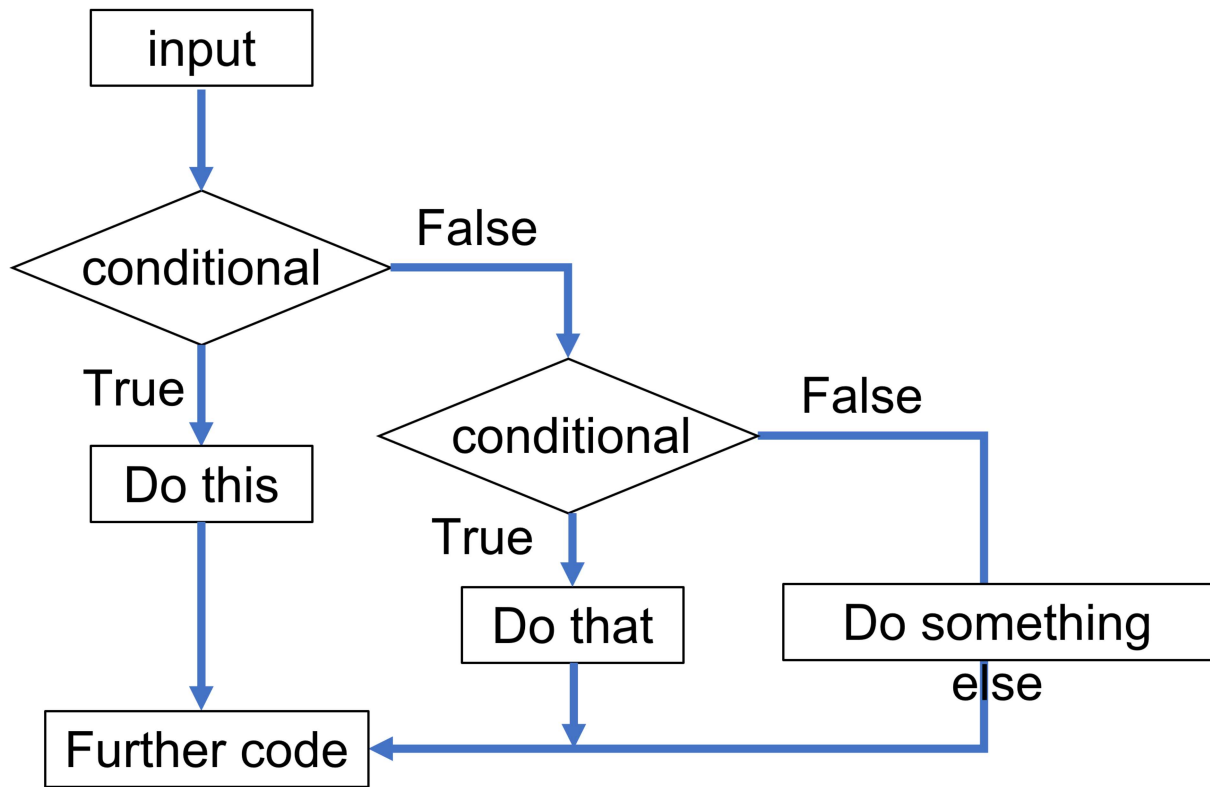 input
conditional
False
True
Do this
conditional
False
True
Do that
Do something
else
Further code